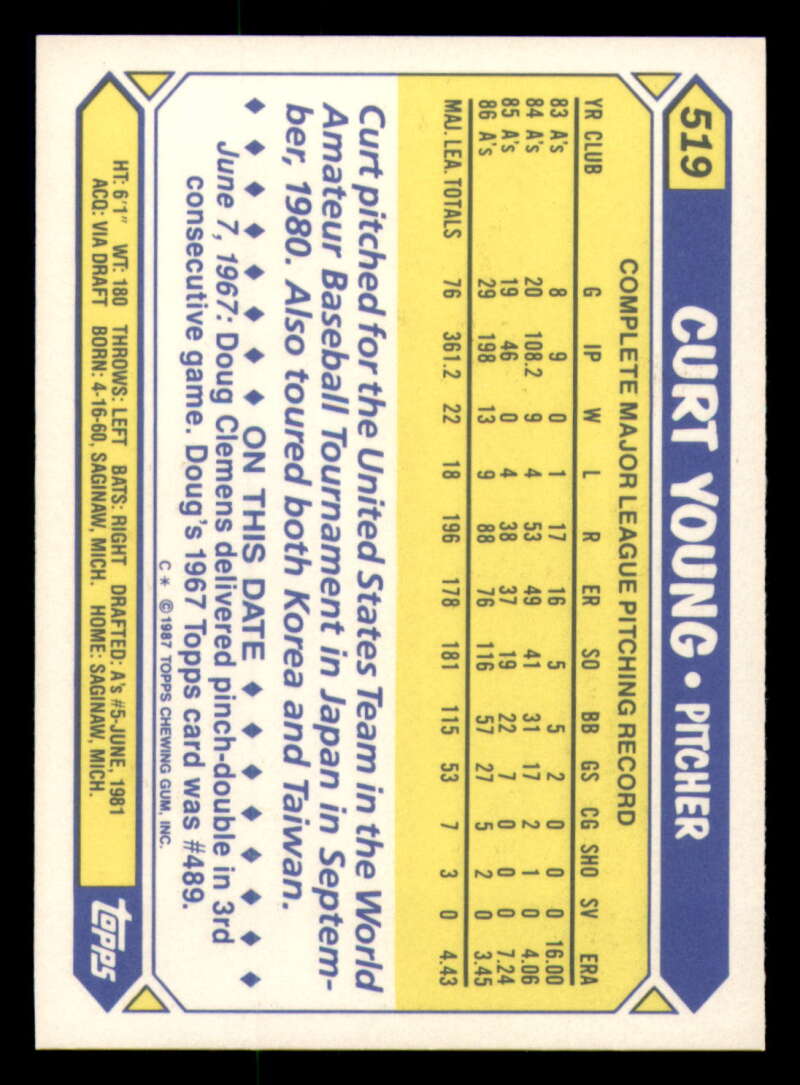 519 CURT YOUNG • PITCHER
COMPLETE MAJOR LEAGUE PITCHING RECORD
YR CLUB G IP W L R ER SO BB GS CG SHO SV ERA
83 A's 8 9 0 1 17 16 5 5 2 0 0 0 16.00
84 A's 20 108.2 9 4 53 49 41 31 17 2 1 0 4.06
85 A's 19 46 0 4 38 37 19 22 7 0 0 0 7.24
86 A's 29 198 13 9 88 76 116 57 27 5 2 0 3.45
MAJ. LEA. TOTALS 76 361.2 22 18 196 178 181 115 53 7 3 0 4.43
Curt pitched for the United States Team in the World
Amateur Baseball Tournament in Japan in Septem-
ber, 1980. Also toured both Korea and Taiwan.
◆ ◆ ◆ ◆ ◆ ◆ ◆ ◆ ON THIS DATE ◆ ◆ ◆ ◆ ◆ ◆ ◆ ◆
June 7, 1967: Doug Clemens delivered pinch-double in 3rd
consecutive game. Doug's 1967 Topps card was #489.
C* ©1987 TOPPS CHEWING GUM, INC.
HT: 6'1" WT: 180 THROWS: LEFT BATS: RIGHT DRAFTED: A's #5-JUNE, 1981
ACQ: VIA DRAFT BORN: 4-16-60, SAGINAW, MICH. HOME: SAGINAW, MICH.
topps